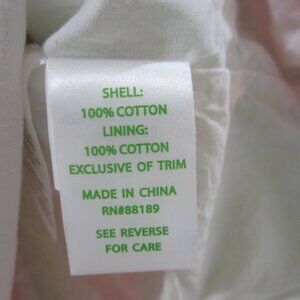 SHELL:
100% COTTON
LINING:
100% COTTON
EXCLUSIVE OF TRIM
MADE IN CHINA
RN#88189
SEE REVERSE
FOR CARE